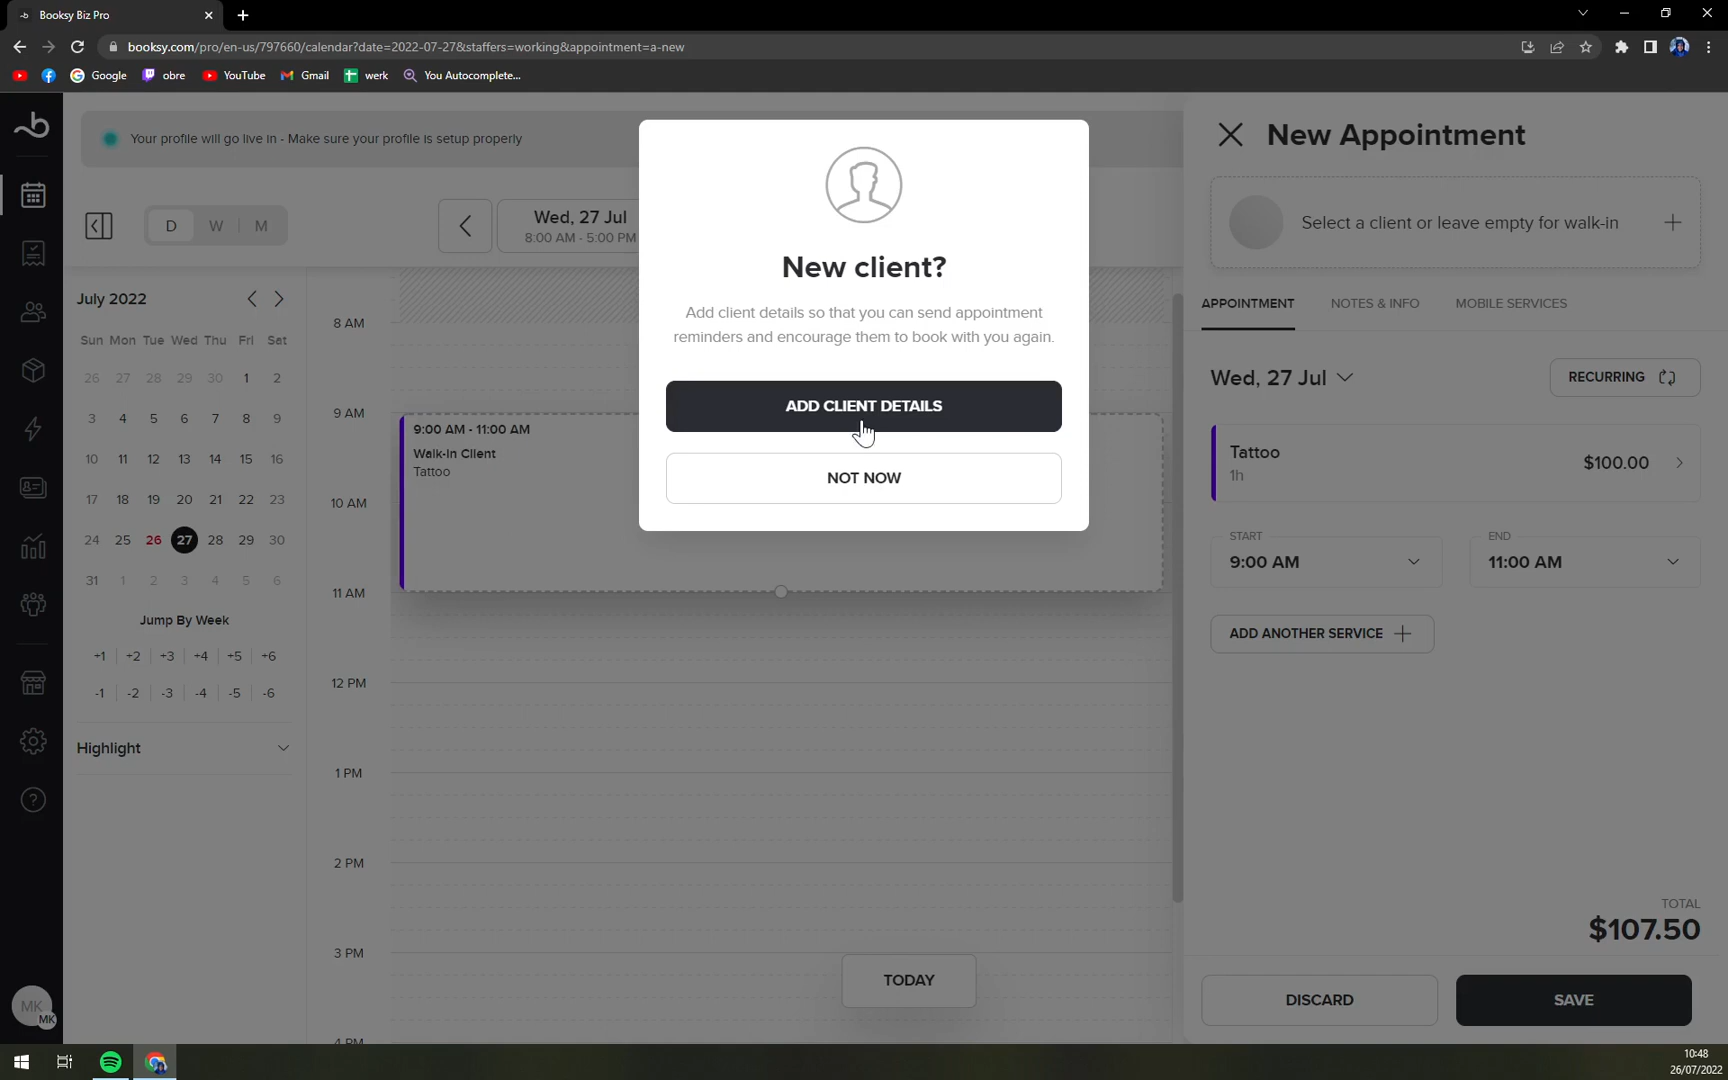 Booksy Biz Pro
booksy.com/pro/en-us/797660/calendar?date=2022-07-27&staffers=working&appointment=a-new
Google
obre
YouTube
Gmail
werk
You Autocomplete...
Your profile will go live in - Make sure your profile is setup properly
D W M
Wed, 27 Jul
8:00 AM - 5:00 PM
July 2022
Sun Mon Tue Wed Thu Fri Sat
26 27 28 29 30 1 2
3 4 5 6 7 8 9
10 11 12 13 14 15 16
17 18 19 20 21 22 23
24 25 26 27 28 29 30
31 1 2 3 4 5 6
Jump By Week
+1 +2 +3 +4 +5 +6
-1 -2 -3 -4 -5 -6
Highlight
8 AM
9 AM
10 AM
11 AM
12 PM
1 PM
2 PM
3 PM
4 PM
9:00 AM - 11:00 AM
Walk-In Client
Tattoo
TODAY
New client?
Add client details so that you can send appointment
reminders and encourage them to book with you again.
ADD CLIENT DETAILS
NOT NOW
New Appointment
Select a client or leave empty for walk-in
APPOINTMENT
NOTES & INFO
MOBILE SERVICES
Wed, 27 Jul
RECURRING
Tattoo
1h
$100.00
START
9:00 AM
END
11:00 AM
ADD ANOTHER SERVICE
TOTAL
$107.50
DISCARD
SAVE
MK
MK
10:48
26/07/2022